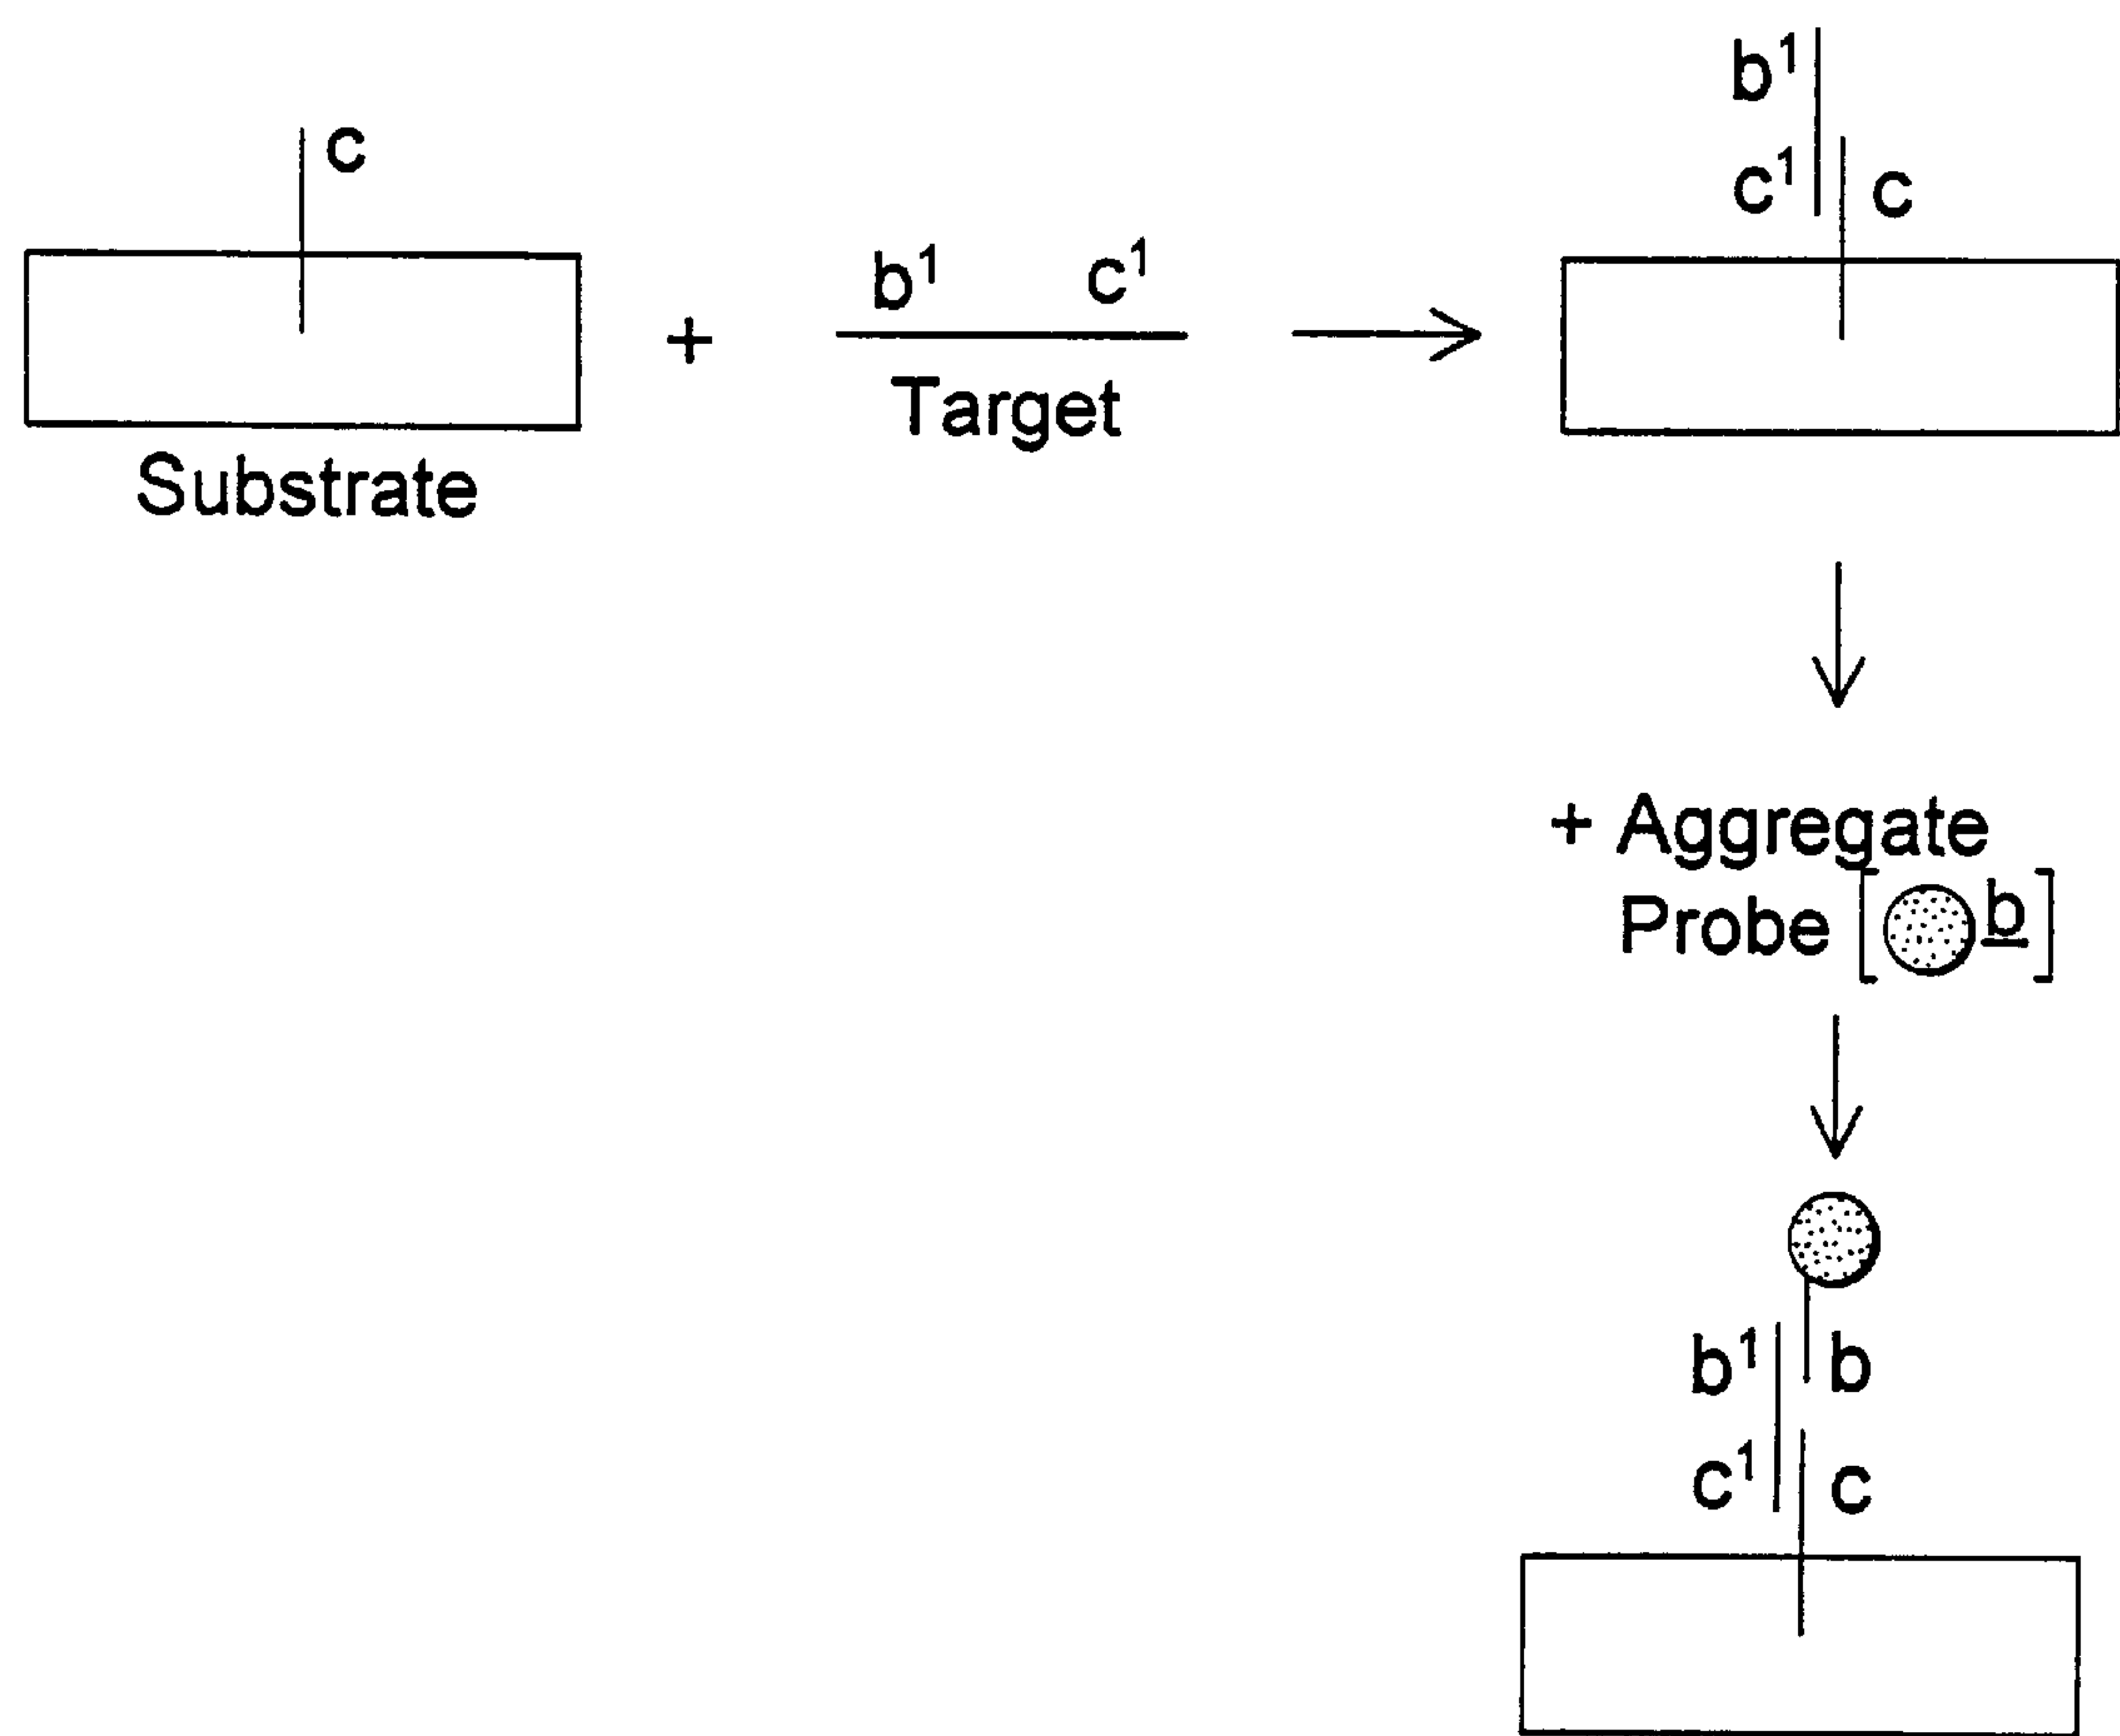 c
Substrate
+
b¹ c¹
Target
b¹
c¹ c
+ Aggregate
Probe [ b ]
b¹ b
c¹ c